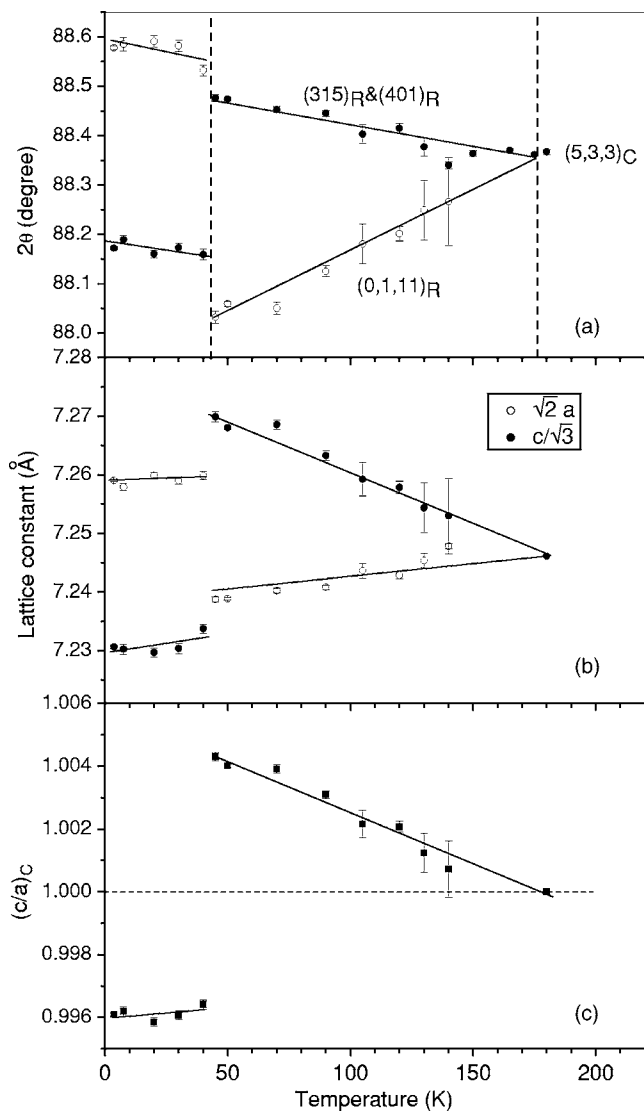 88.6
88.5
88.4
88.3
88.2
88.1
88.0
2θ (degree)
(315)R&(401)R
(5,3,3)C
(0,1,11)R
(a)
7.28
7.27
7.26
7.25
7.24
7.23
Lattice constant (Å)
√2 a
c/√3
(b)
1.006
1.004
1.002
1.000
0.998
0.996
(c/a)C
(c)
0 50 100 150 200
Temperature (K)